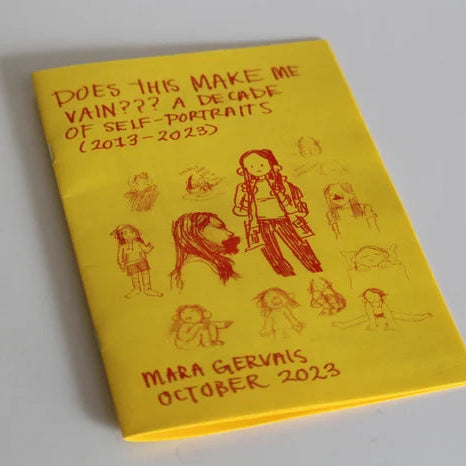 DOES THIS MAKE ME
VAIN??? A DECADE
OF SELF-PORTRAITS
(2013-2023)
MARA GERVAIS
OCTOBER 2023